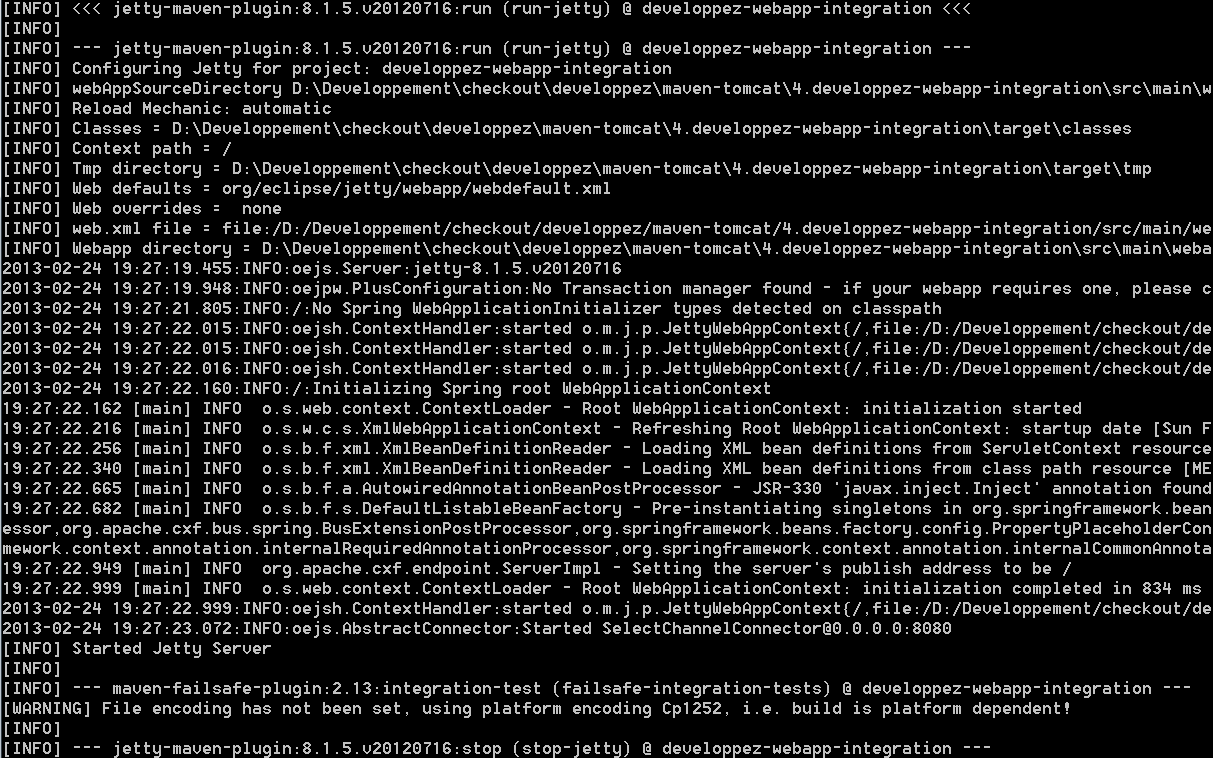 [INFO] <<< jetty-maven-plugin:8.1.5.v20120716:run (run-jetty) @ developpez-webapp-integration <<<
[INFO]
[INFO] --- jetty-maven-plugin:8.1.5.v20120716:run (run-jetty) @ developpez-webapp-integration ---
[INFO] Configuring Jetty for project: developpez-webapp-integration
[INFO] webAppSourceDirectory D:\Developpement\checkout\developpez\maven-tomcat\4.developpez-webapp-integration\src\main\w
[INFO] Reload Mechanic: automatic
[INFO] Classes = D:\Developpement\checkout\developpez\maven-tomcat\4.developpez-webapp-integration\target\classes
[INFO] Context path = /
[INFO] Tmp directory = D:\Developpement\checkout\developpez\maven-tomcat\4.developpez-webapp-integration\target\tmp
[INFO] Web defaults = org/eclipse/jetty/webapp/webdefault.xml
[INFO] Web overrides =  none
[INFO] web.xml file = file:/D:/Developpement/checkout/developpez/maven-tomcat/4.developpez-webapp-integration/src/main/we
[INFO] Webapp directory = D:\Developpement\checkout\developpez\maven-tomcat\4.developpez-webapp-integration\src\main\weba
2013-02-24 19:27:19.455:INFO:oejs.Server:jetty-8.1.5.v20120716
2013-02-24 19:27:19.948:INFO:oejpw.PlusConfiguration:No Transaction manager found - if your webapp requires one, please c
2013-02-24 19:27:21.805:INFO:/:No Spring WebApplicationInitializer types detected on classpath
2013-02-24 19:27:22.015:INFO:oejsh.ContextHandler:started o.m.j.p.JettyWebAppContext{/,file:/D:/Developpement/checkout/de
2013-02-24 19:27:22.015:INFO:oejsh.ContextHandler:started o.m.j.p.JettyWebAppContext{/,file:/D:/Developpement/checkout/de
2013-02-24 19:27:22.016:INFO:oejsh.ContextHandler:started o.m.j.p.JettyWebAppContext{/,file:/D:/Developpement/checkout/de
2013-02-24 19:27:22.160:INFO:/:Initializing Spring root WebApplicationContext
19:27:22.162 [main] INFO  o.s.web.context.ContextLoader - Root WebApplicationContext: initialization started
19:27:22.216 [main] INFO  o.s.w.c.s.XmlWebApplicationContext - Refreshing Root WebApplicationContext: startup date [Sun F
19:27:22.256 [main] INFO  o.s.b.f.xml.XmlBeanDefinitionReader - Loading XML bean definitions from ServletContext resource
19:27:22.340 [main] INFO  o.s.b.f.xml.XmlBeanDefinitionReader - Loading XML bean definitions from class path resource [ME
19:27:22.665 [main] INFO  o.s.b.f.a.AutowiredAnnotationBeanPostProcessor - JSR-330 'javax.inject.Inject' annotation found
19:27:22.682 [main] INFO  o.s.b.f.s.DefaultListableBeanFactory - Pre-instantiating singletons in org.springframework.bean
essor,org.apache.cxf.bus.spring.BusExtensionPostProcessor,org.springframework.beans.factory.config.PropertyPlaceholderCon
mework.context.annotation.internalRequiredAnnotationProcessor,org.springframework.context.annotation.internalCommonAnnota
19:27:22.949 [main] INFO  org.apache.cxf.endpoint.ServerImpl - Setting the server's publish address to be /
19:27:22.999 [main] INFO  o.s.web.context.ContextLoader - Root WebApplicationContext: initialization completed in 834 ms
2013-02-24 19:27:22.999:INFO:oejsh.ContextHandler:started o.m.j.p.JettyWebAppContext{/,file:/D:/Developpement/checkout/de
2013-02-24 19:27:23.072:INFO:oejs.AbstractConnector:Started SelectChannelConnector@0.0.0.0:8080
[INFO] Started Jetty Server
[INFO]
[INFO] --- maven-failsafe-plugin:2.13:integration-test (failsafe-integration-tests) @ developpez-webapp-integration ---
[WARNING] File encoding has not been set, using platform encoding Cp1252, i.e. build is platform dependent!
[INFO]
[INFO] --- jetty-maven-plugin:8.1.5.v20120716:stop (stop-jetty) @ developpez-webapp-integration ---